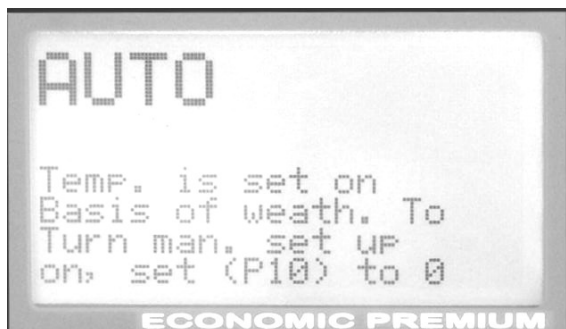 AUTO
Temp. is set on
Basis of weath. To
Turn man. set up
on, set (P10) to 0
ECONOMIC PREMIUM